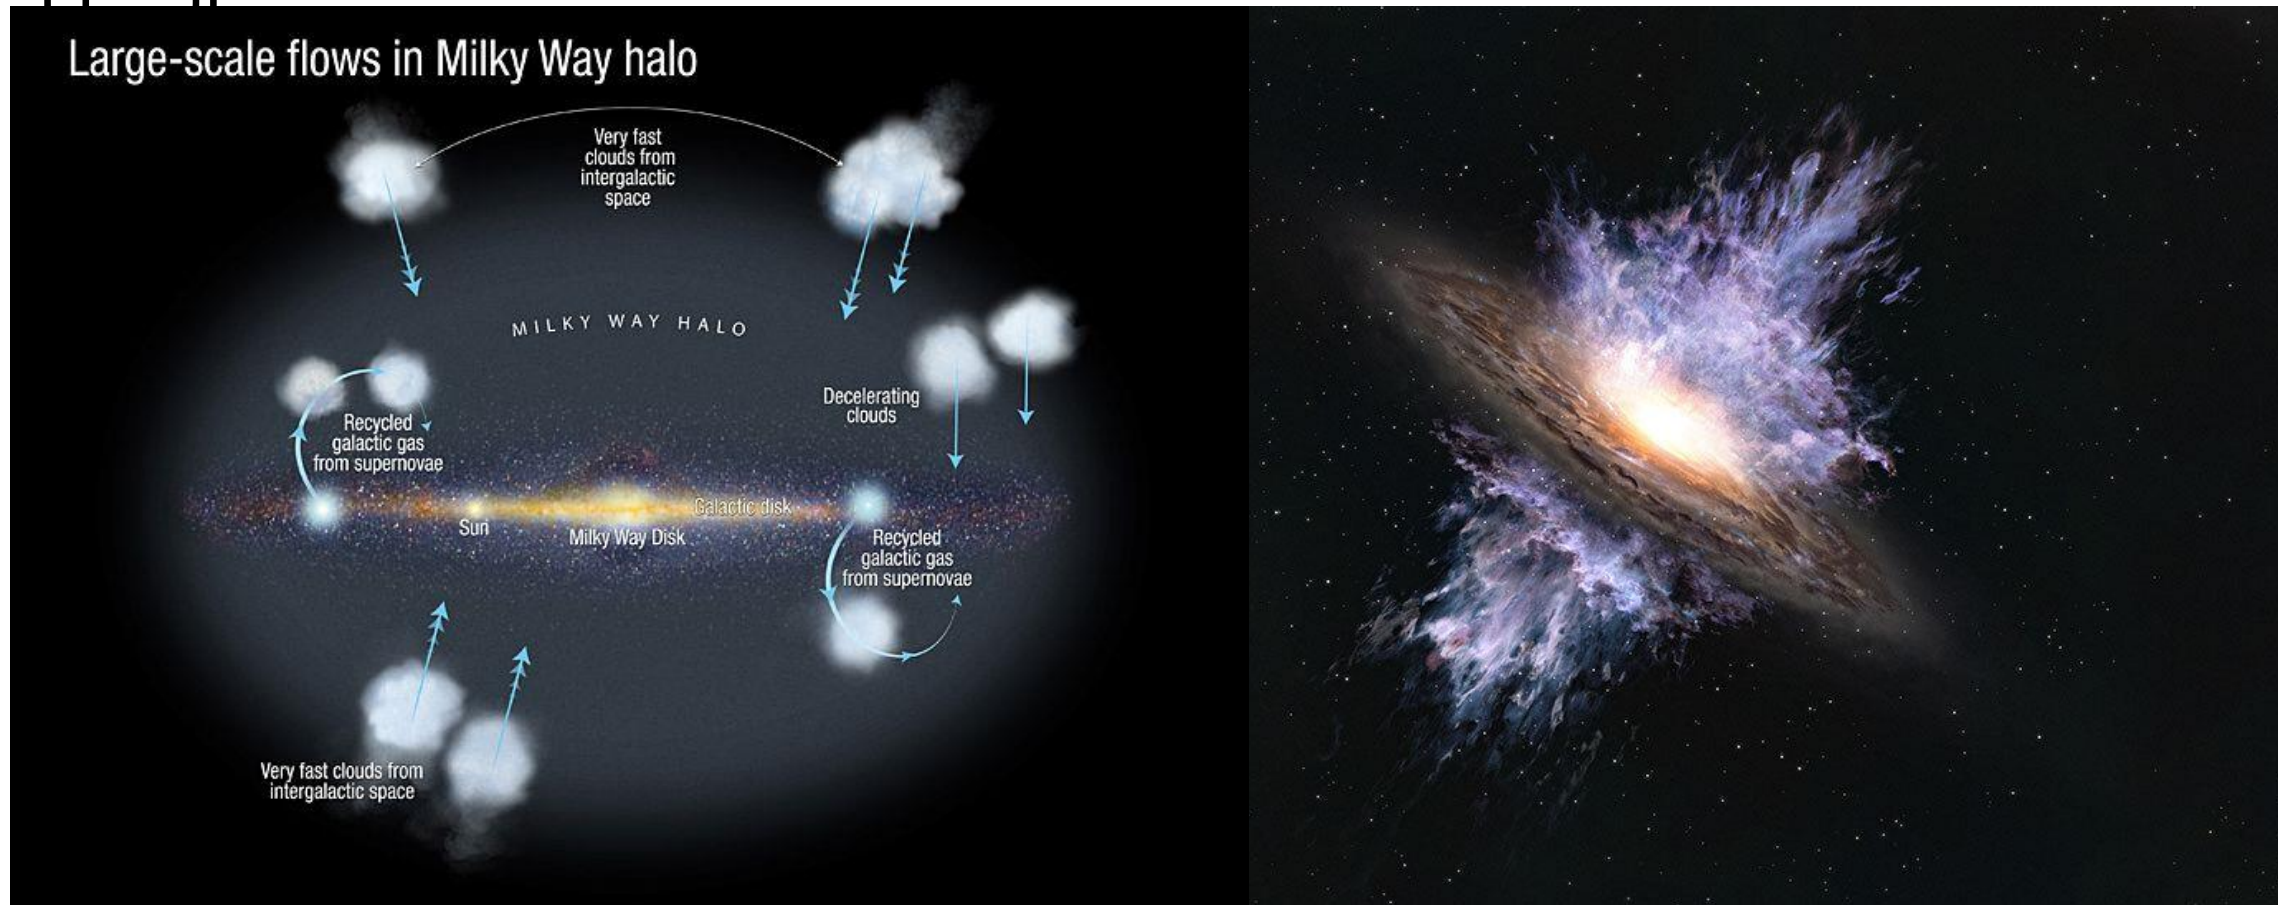 Large-scale flows in Milky Way halo
Very fast
clouds from
intergalactic
space
MILKY WAY HALO
Decelerating
clouds
Recycled
galactic gas
from supernovae
Galactic disk
Sun
Milky Way Disk
Recycled
galactic gas
from supernovae
Very fast clouds from
intergalactic space